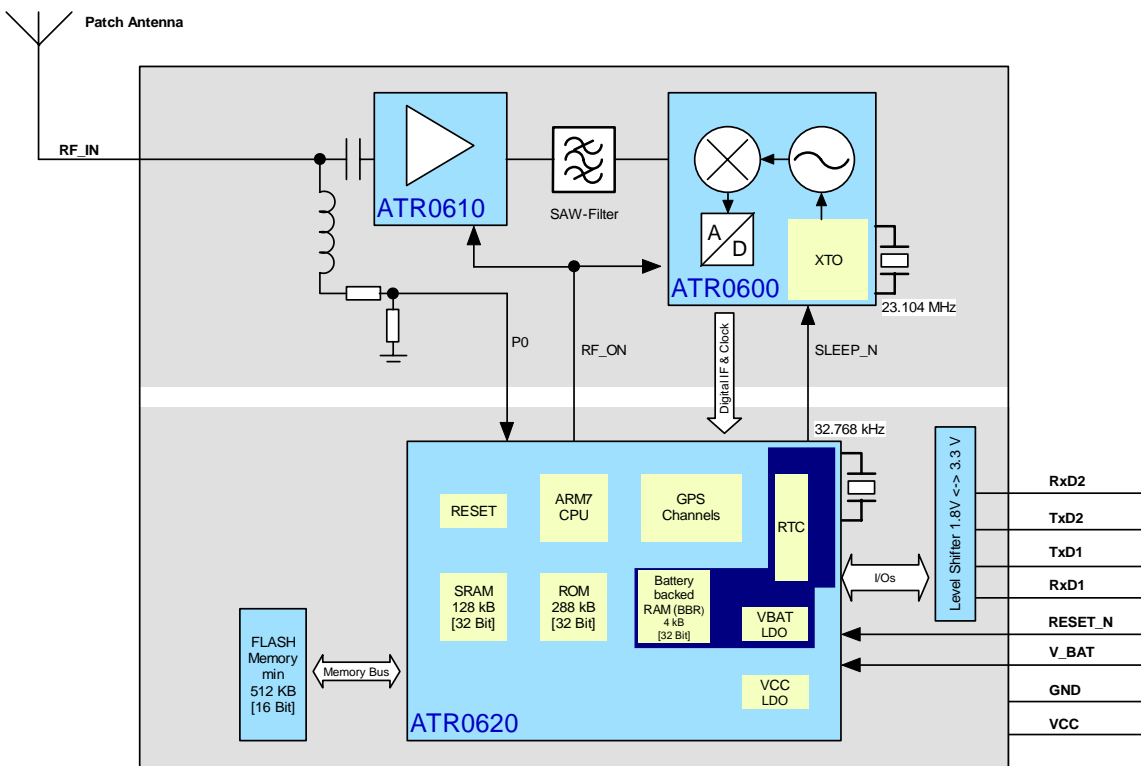 Patch Antenna
RF_IN
ATR0610
SAW-Filter
A
D
XTO
ATR0600
23.104 MHz
P0
RF_ON
Digital IF & Clock
SLEEP_N
32.768 kHz
RESET
ARM7
CPU
GPS
Channels
RTC
SRAM
128 kB
[32 Bit]
ROM
288 kB
[32 Bit]
Battery
backed
RAM (BBR)
4 kB
[32 Bit]
VBAT
LDO
VCC
LDO
ATR0620
FLASH
Memory
min
512 KB
[16 Bit]
Memory Bus
I/Os
Level Shifter 1.8V <-> 3.3 V
RxD2
TxD2
TxD1
RxD1
RESET_N
V_BAT
GND
VCC